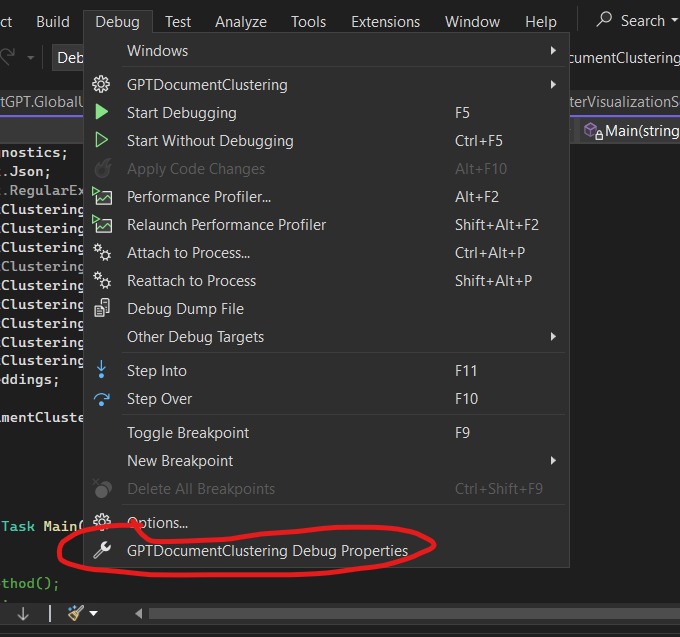 ct Build Debug Test Analyze Tools Extensions Window Help Search
Deb
cumentClustering
tGPT.GlobalU
terVisualizationSe
Main(string
Windows
GPTDocumentClustering
Start Debugging F5
Start Without Debugging Ctrl+F5
Apply Code Changes Alt+F10
Performance Profiler... Alt+F2
Relaunch Performance Profiler Shift+Alt+F2
Attach to Process... Ctrl+Alt+P
Reattach to Process Shift+Alt+P
Debug Dump File
Other Debug Targets
Step Into F11
Step Over F10
Toggle Breakpoint F9
New Breakpoint
Delete All Breakpoints Ctrl+Shift+F9
Options...
GPTDocumentClustering Debug Properties
gnostics;
.Json;
.RegularEx
Clustering
Clustering
Clustering
Clustering
Clustering
Clustering
Clustering
Clustering
Clustering
eddings;
mentCluste
Task Main(
thod();